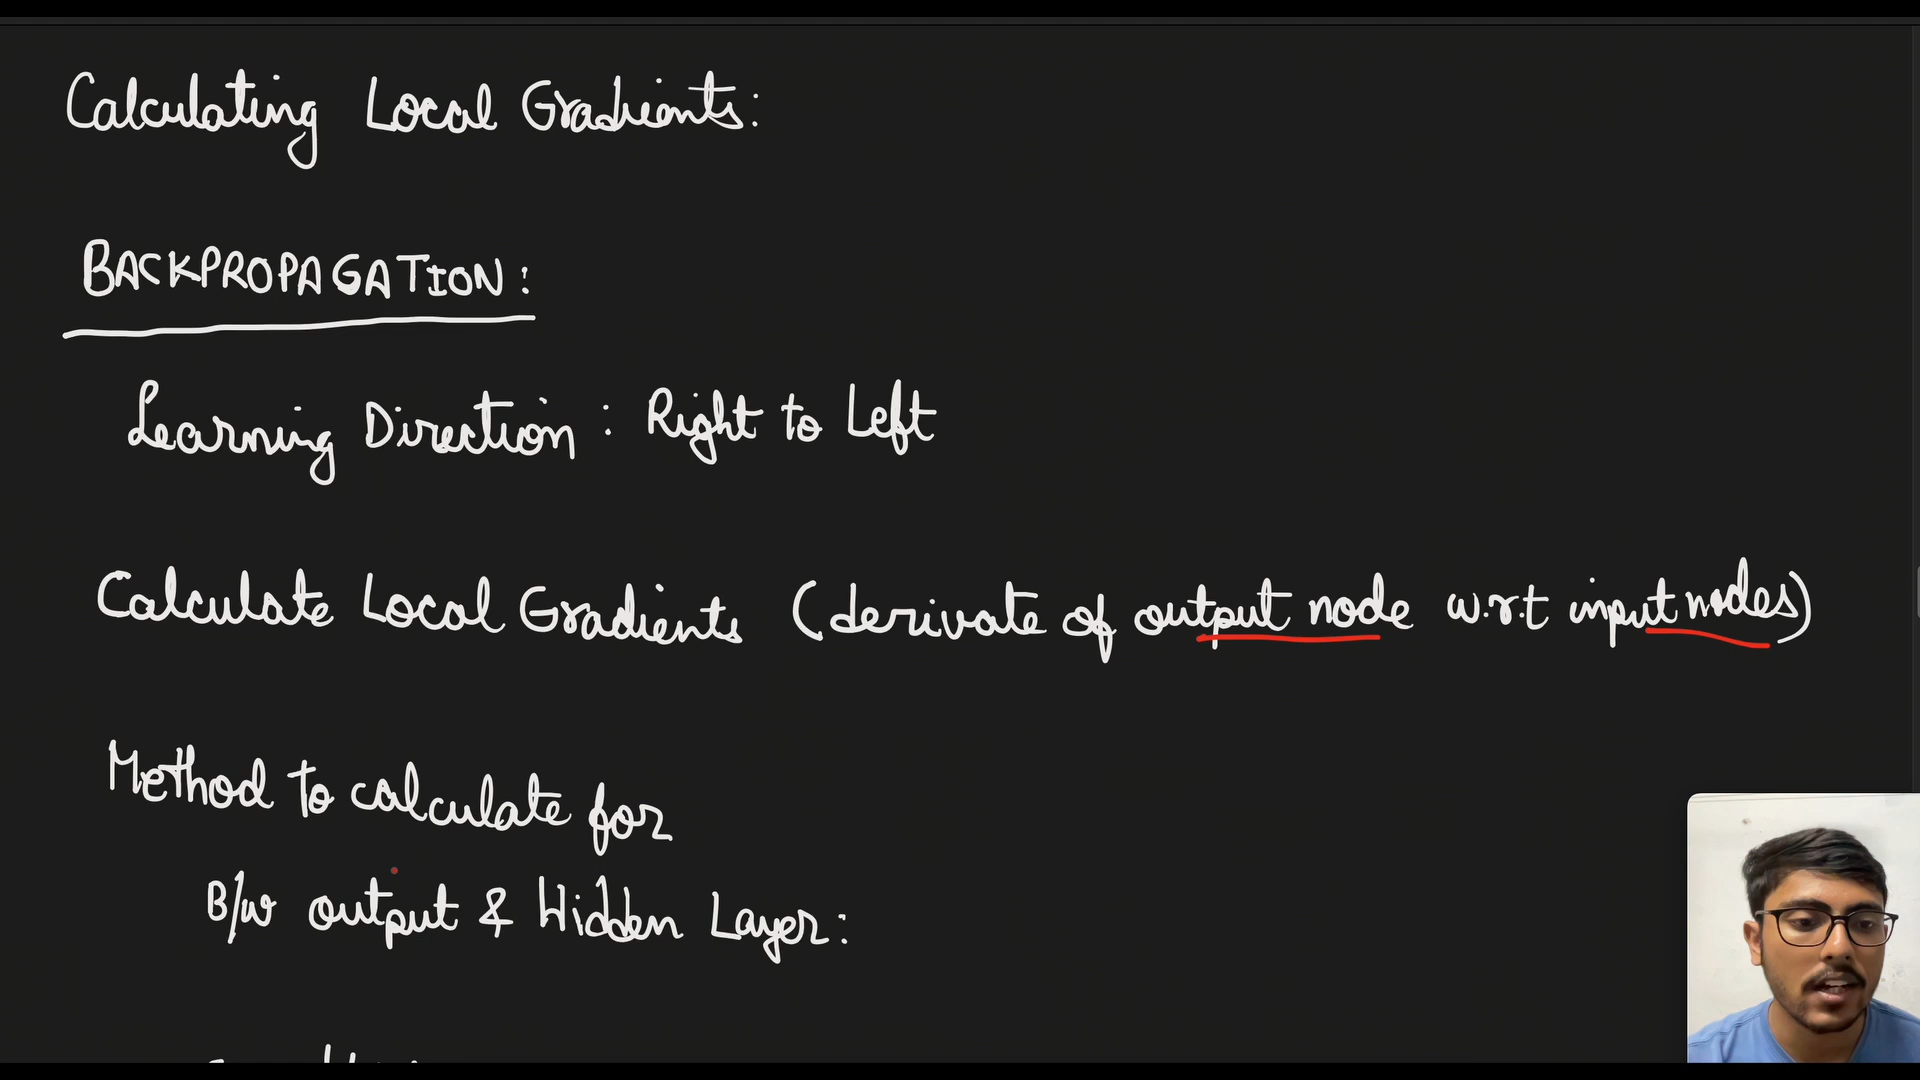 Calculating Local Gradients:
BACKPROPAGATION:
Learning Direction: Right to Left
Calculate Local Gradients (derivate of output node w.r.t input nodes)
Method to calculate for
B/w output & Hidden Layer: